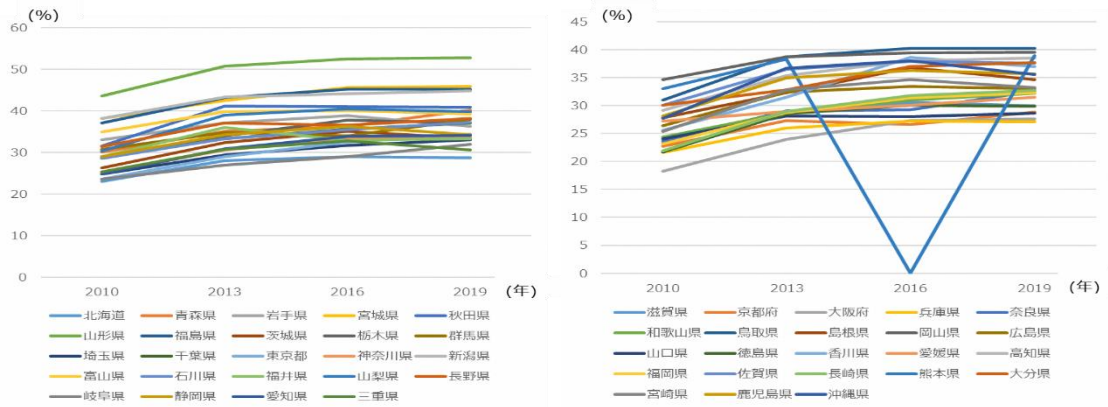 (%)
60
50
40
30
20
10
0
2010 2013 2016 2019 (年)
北海道 青森県 岩手県 宮城県 秋田県
山形県 福島県 茨城県 栃木県 群馬県
埼玉県 千葉県 東京都 神奈川県 新潟県
富山県 石川県 福井県 山梨県 長野県
岐阜県 静岡県 愛知県 三重県
(%)
45
40
35
30
25
20
15
10
5
0
2010 2013 2016 2019 (年)
滋賀県 京都府 大阪府 兵庫県 奈良県
和歌山県 鳥取県 島根県 岡山県 広島県
山口県 徳島県 香川県 愛媛県 高知県
福岡県 佐賀県 長崎県 熊本県 大分県
宮崎県 鹿児島県 沖縄県